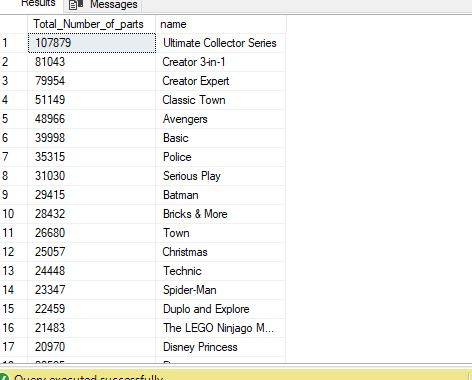 Results Messages
Total_Number_of_parts name
1 107879 Ultimate Collector Series
2 81043 Creator 3-in-1
3 79954 Creator Expert
4 51149 Classic Town
5 48966 Avengers
6 39998 Basic
7 35315 Police
8 31030 Serious Play
9 29415 Batman
10 28432 Bricks & More
11 26680 Town
12 25057 Christmas
13 24448 Technic
14 23347 Spider-Man
15 22459 Duplo and Explore
16 21483 The LEGO Ninjago M...
17 20970 Disney Princess
Query executed successfully